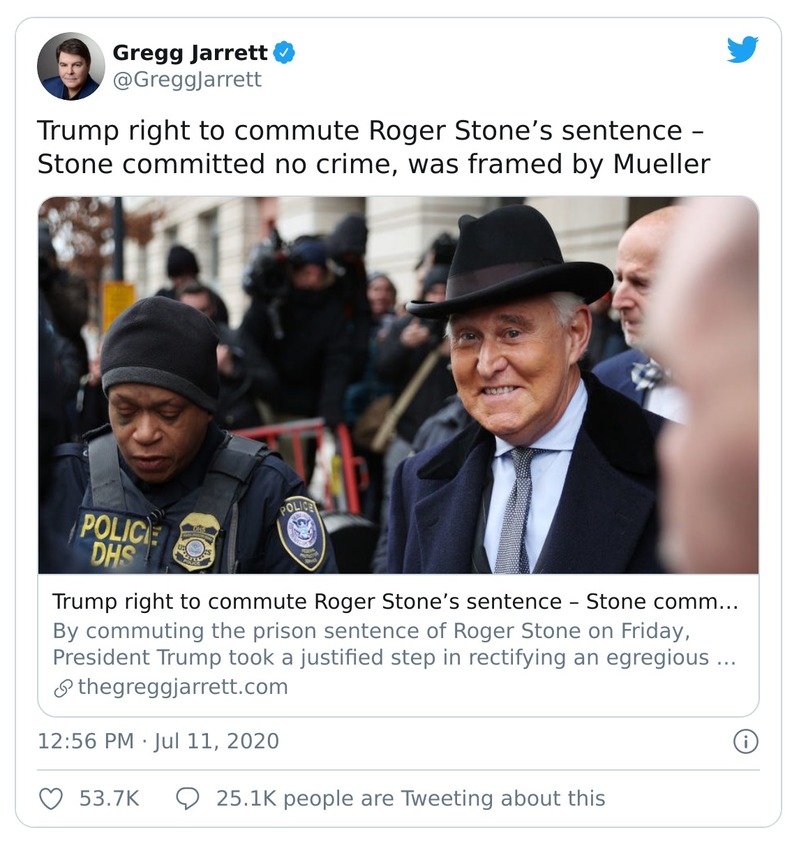 Gregg Jarrett
@GreggJarrett
Trump right to commute Roger Stone’s sentence –
Stone committed no crime, was framed by Mueller
POLICE
DHS
POLICE
Trump right to commute Roger Stone’s sentence – Stone comm...
By commuting the prison sentence of Roger Stone on Friday,
President Trump took a justified step in rectifying an egregious ...
thegreggjarrett.com
12:56 PM · Jul 11, 2020
53.7K
25.1K people are Tweeting about this